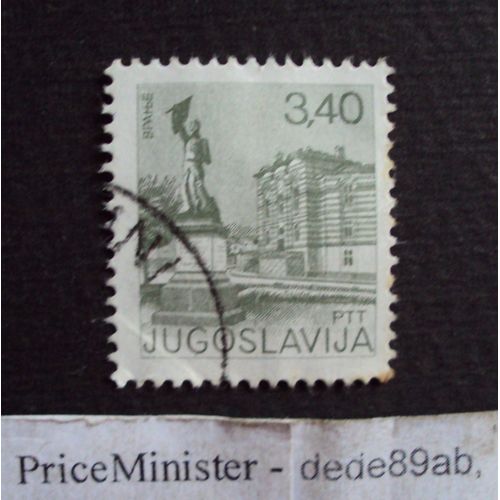 ВРАЊЕ
3,40
PTT
JUGOSLAVIJA
PriceMinister - dede89ab,